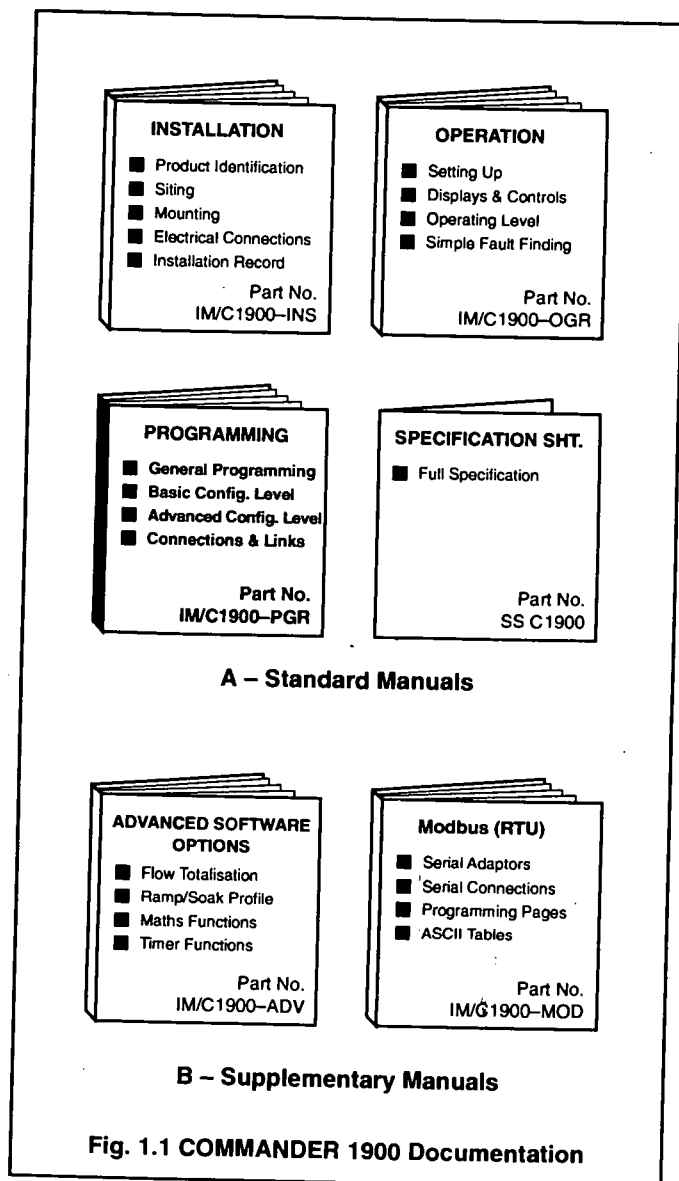 INSTALLATION
■ Product Identification
■ Siting
■ Mounting
■ Electrical Connections
■ Installation Record
Part No.
IM/C1900–INS
OPERATION
■ Setting Up
■ Displays & Controls
■ Operating Level
■ Simple Fault Finding
Part No.
IM/C1900–OGR
PROGRAMMING
■ General Programming
■ Basic Config. Level
■ Advanced Config. Level
■ Connections & Links
Part No.
IM/C1900–PGR
SPECIFICATION SHT.
■ Full Specification
Part No.
SS C1900
A – Standard Manuals
ADVANCED SOFTWARE
OPTIONS
■ Flow Totalisation
■ Ramp/Soak Profile
■ Maths Functions
■ Timer Functions
Part No.
IM/C1900–ADV
Modbus (RTU)
■ Serial Adaptors
■ Serial Connections
■ Programming Pages
■ ASCII Tables
Part No.
IM/C1900–MOD
B – Supplementary Manuals
Fig. 1.1 COMMANDER 1900 Documentation